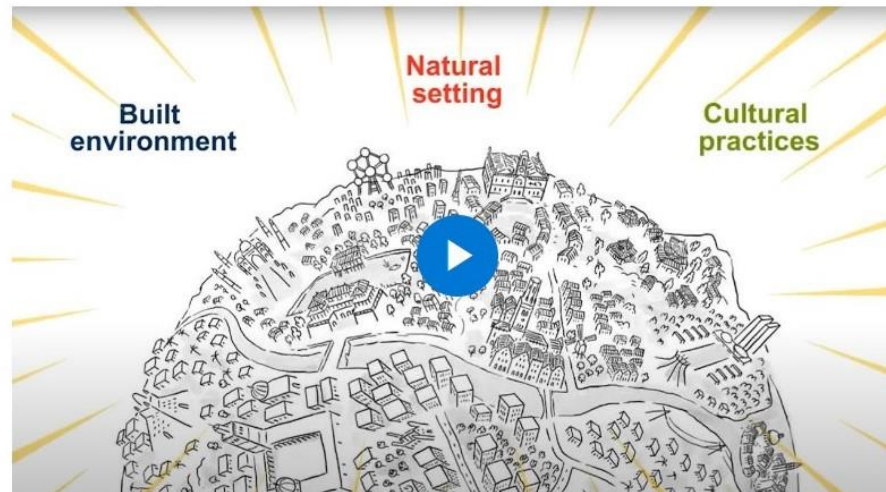 Built
environment
Natural
setting
Cultural
practices